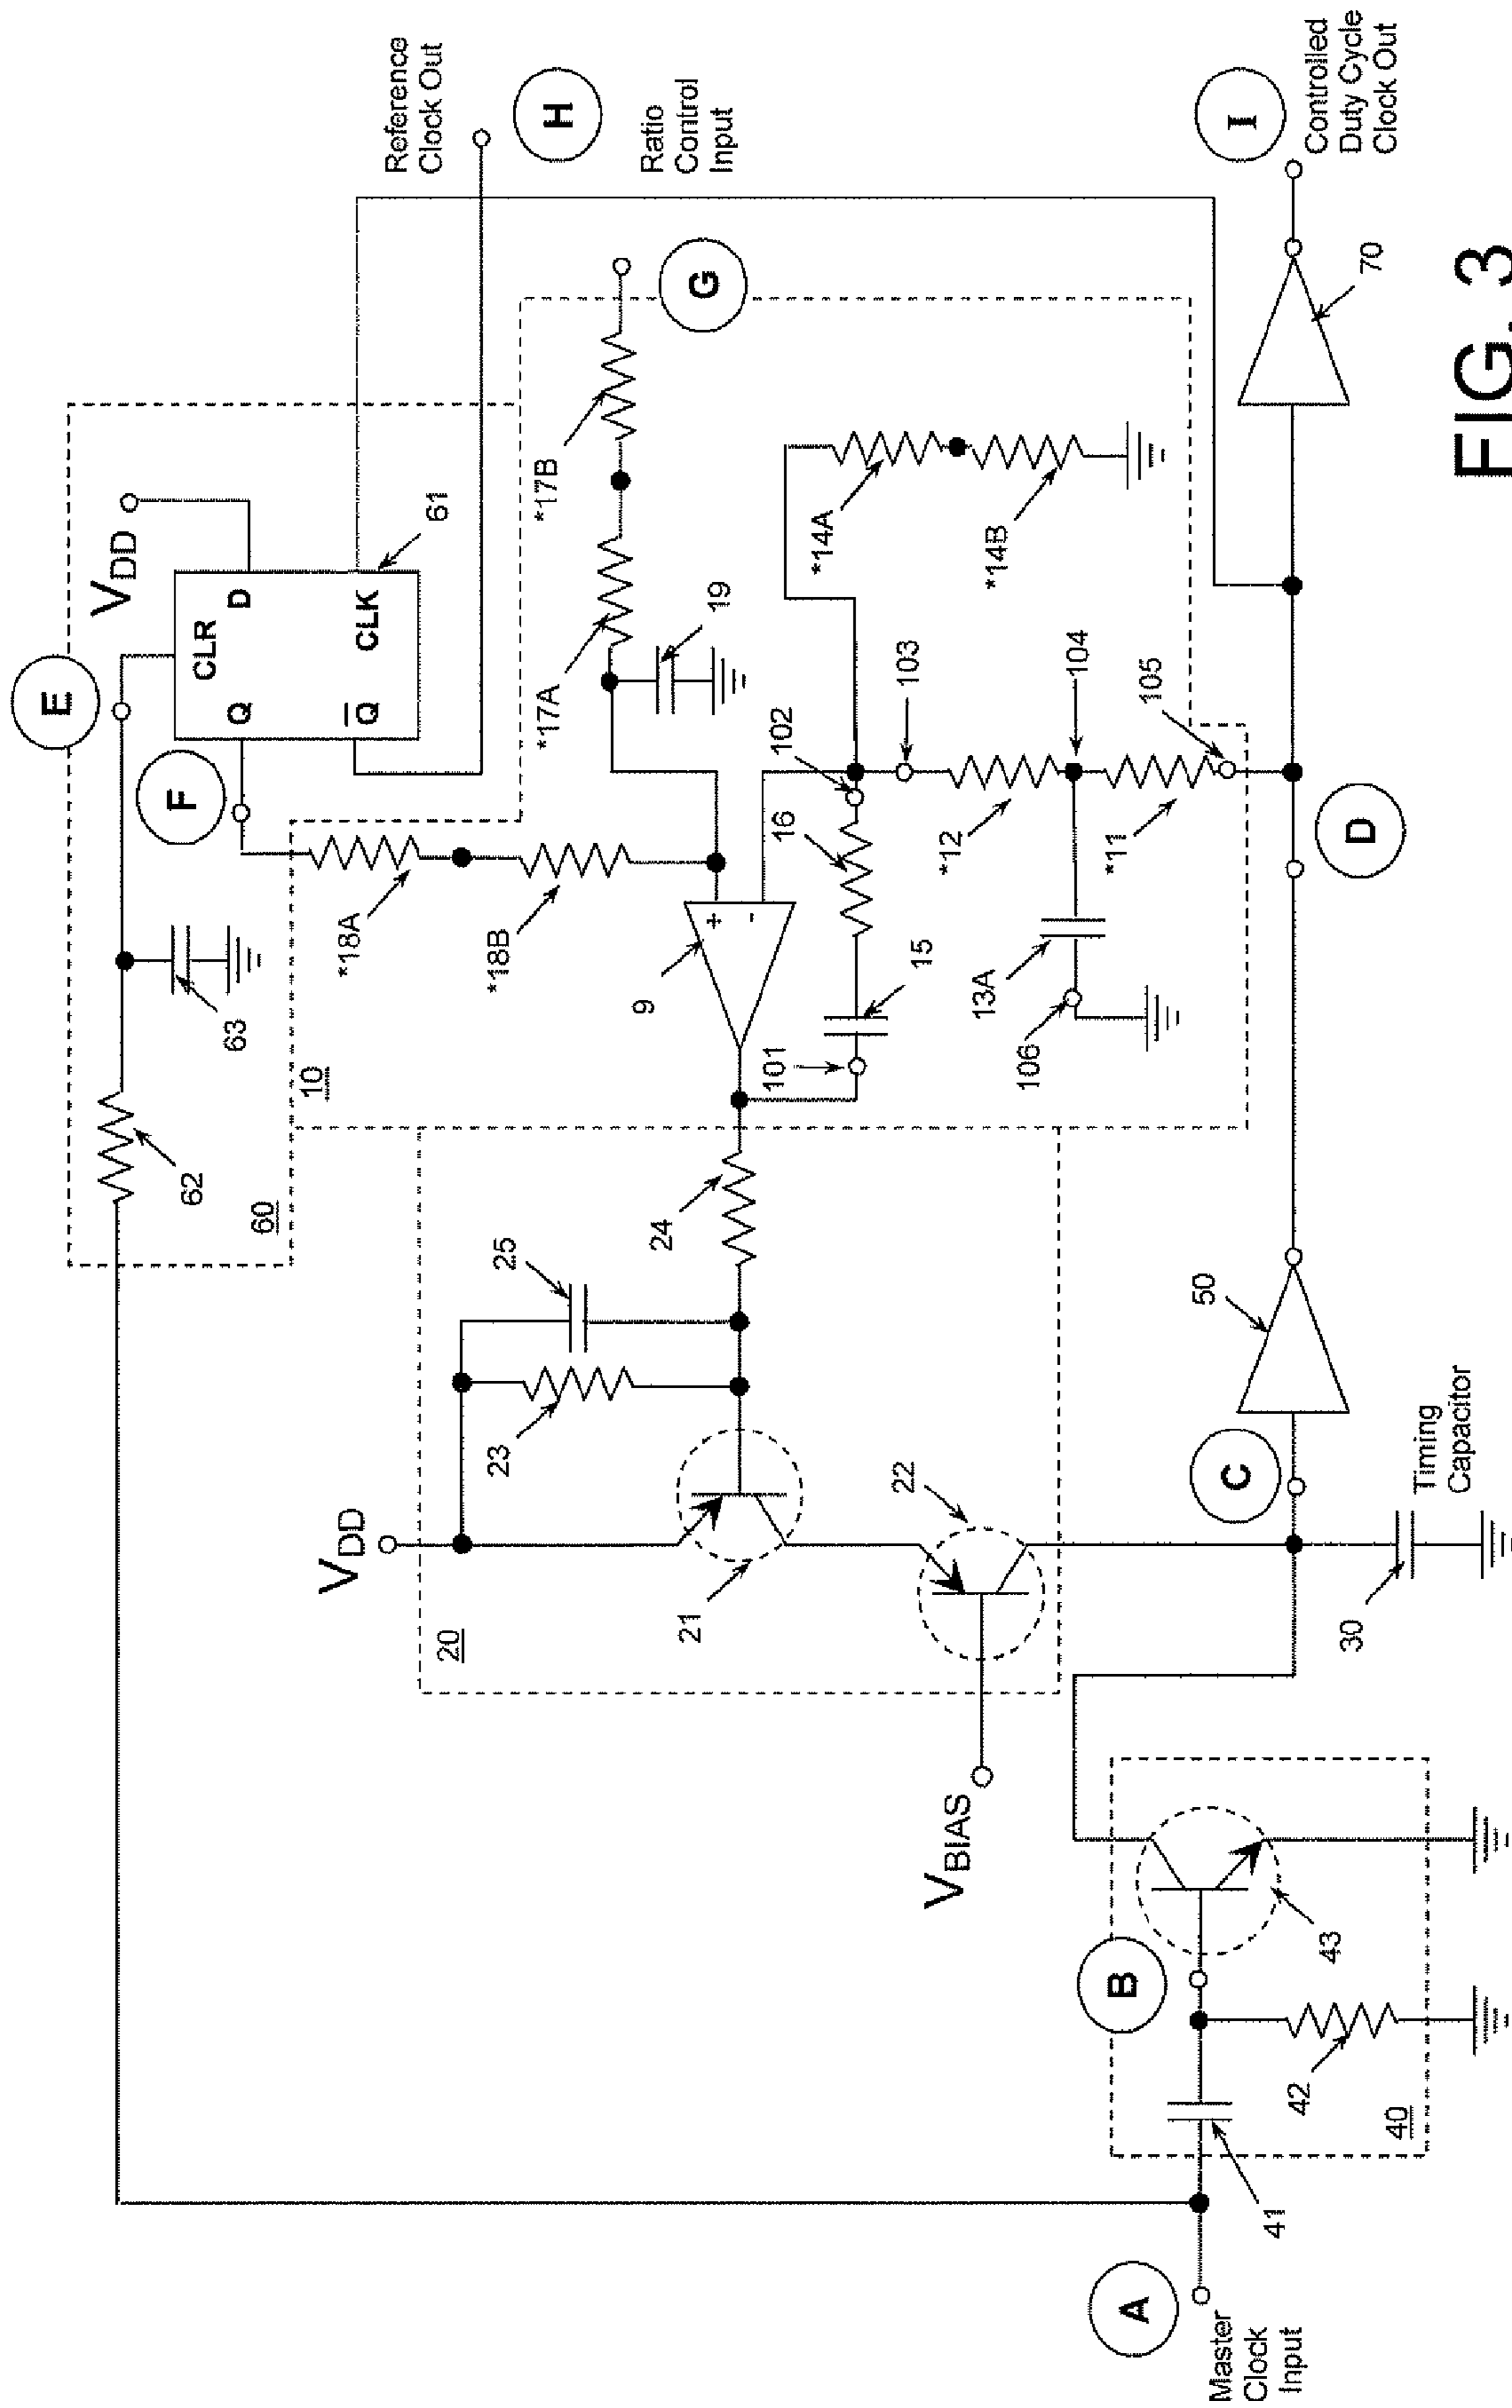 Reference
Clock Out
H
Ratio
Control
Input
I
Controlled
Duty Cycle
Clock Out
E
V_DD
CLR
D
Q
CLK
Q̅
61
F
G
*17B
*17A
19
*18A
*18B
63
62
60
10
*14A
*14B
102
103
104
105
16
*12
*11
9
15
13A
101
106
D
70
24
25
23
V_DD
21
20
22
V_BIAS
50
C
Timing
Capacitor
30
B
43
42
40
41
A
Master
Clock
Input
FIG. 3